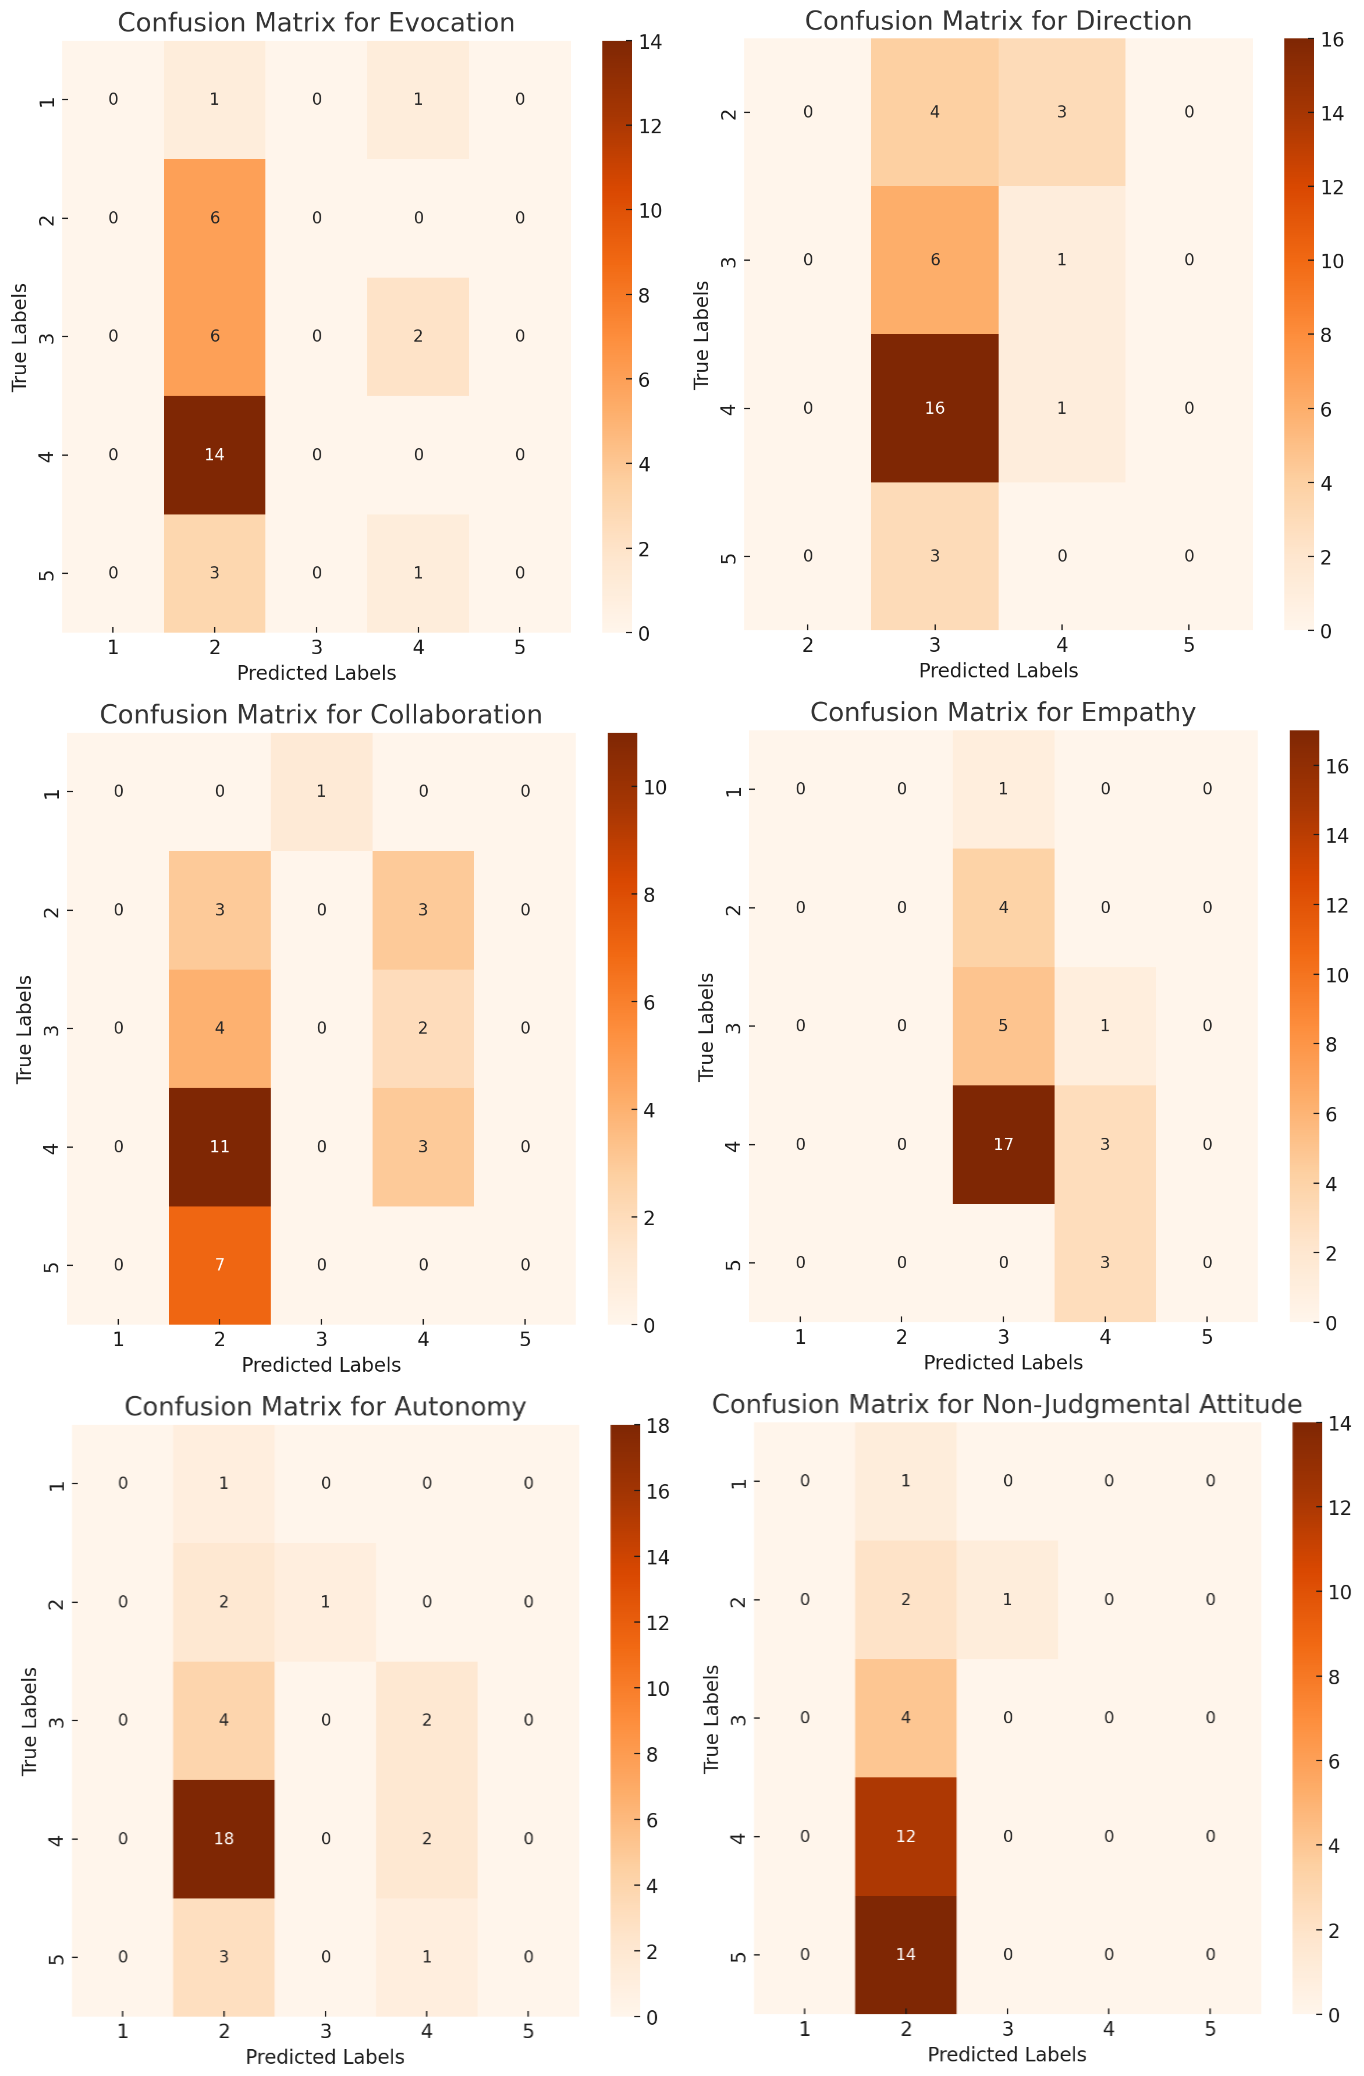 Confusion Matrix for Evocation
14
12
10
8
6
4
2
0
True Labels
1 0 1 0 1 0
2 0 6 0 0 0
3 0 6 0 2 0
4 0 14 0 0 0
5 0 3 0 1 0
1 2 3 4 5
Predicted Labels
Confusion Matrix for Direction
16
14
12
10
8
6
4
2
0
True Labels
2 0 4 3 0
3 0 6 1 0
4 0 16 1 0
5 0 3 0 0
2 3 4 5
Predicted Labels
Confusion Matrix for Collaboration
10
8
6
4
2
0
True Labels
1 0 0 1 0 0
2 0 3 0 3 0
3 0 4 0 2 0
4 0 11 0 3 0
5 0 7 0 0 0
1 2 3 4 5
Predicted Labels
Confusion Matrix for Empathy
16
14
12
10
8
6
4
2
0
True Labels
1 0 0 1 0 0
2 0 0 4 0 0
3 0 0 5 1 0
4 0 0 17 3 0
5 0 0 0 3 0
1 2 3 4 5
Predicted Labels
Confusion Matrix for Autonomy
18
16
14
12
10
8
6
4
2
0
True Labels
1 0 1 0 0 0
2 0 2 1 0 0
3 0 4 0 2 0
4 0 18 0 2 0
5 0 3 0 1 0
1 2 3 4 5
Predicted Labels
Confusion Matrix for Non-Judgmental Attitude
14
12
10
8
6
4
2
0
True Labels
1 0 1 0 0 0
2 0 2 1 0 0
3 0 4 0 0 0
4 0 12 0 0 0
5 0 14 0 0 0
1 2 3 4 5
Predicted Labels